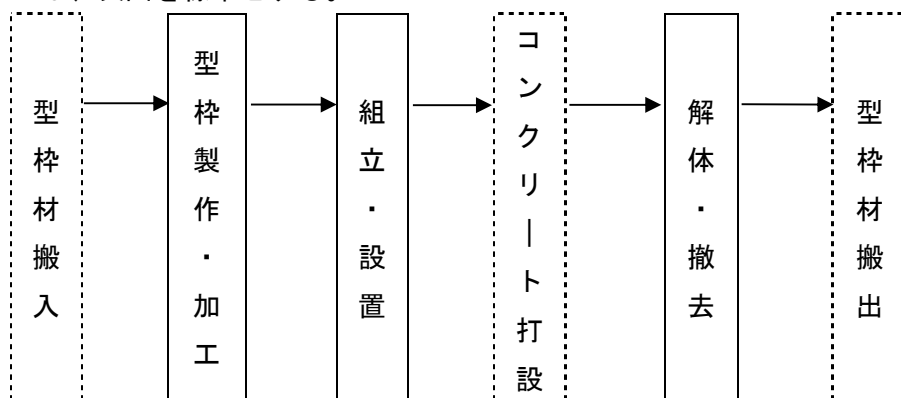 型枠材搬入
型枠製作・加工
組立・設置
コンクリート打設
解体・撤去
型枠材搬出